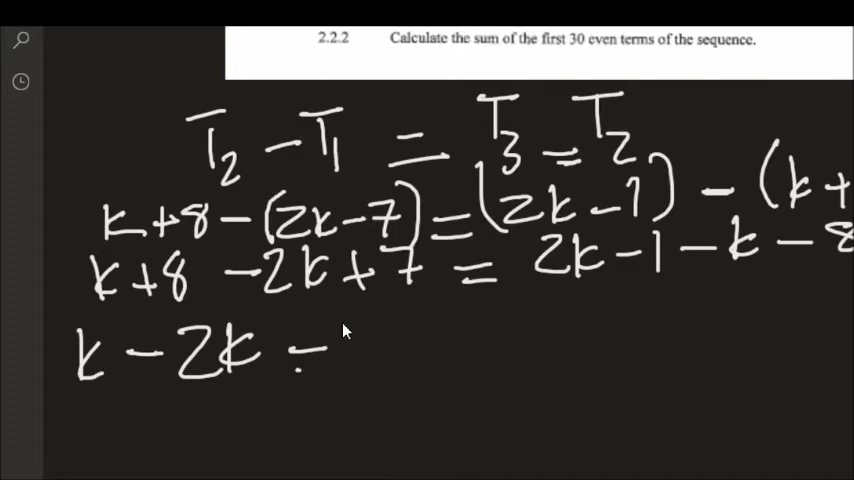 2.2.2 Calculate the sum of the first 30 even terms of the sequence.
T2 - T1 = T3 = T2
k+8 - (2k-7) = (2k-1) - (k+
k+8 -2k+7 = 2k-1-k-8
k - 2k